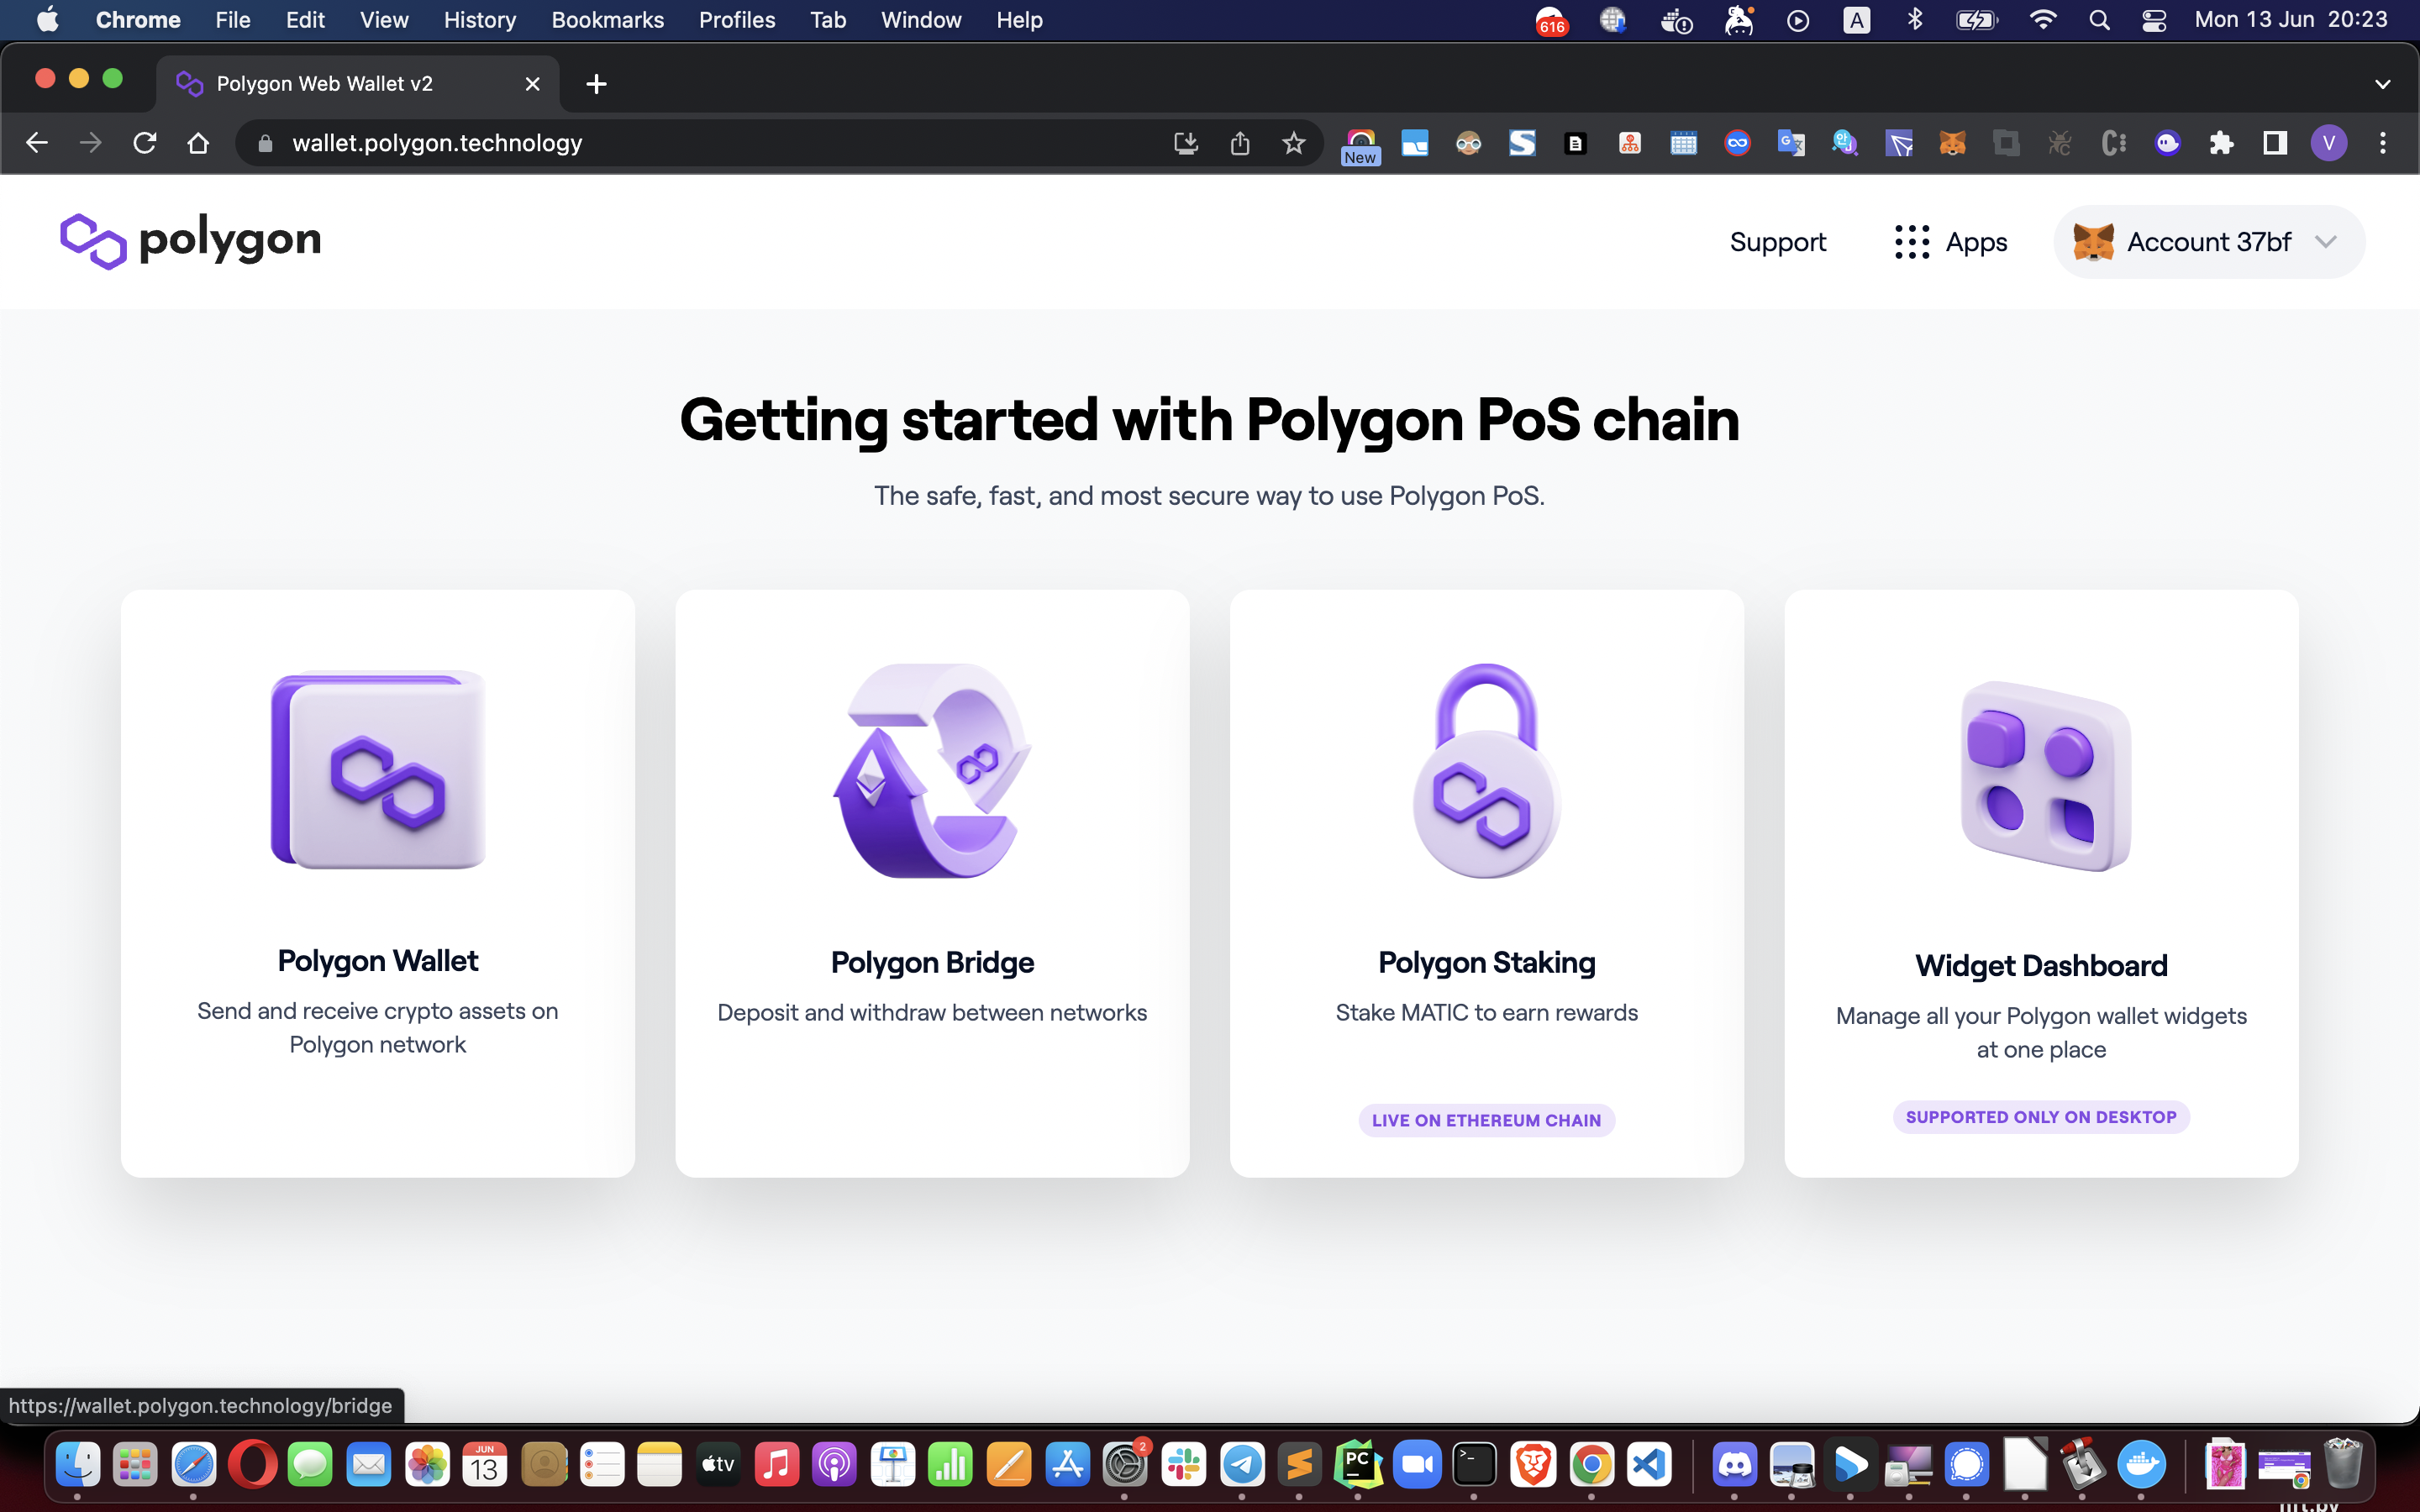 Chrome File Edit View History Bookmarks Profiles Tab Window Help 616 A Mon 13 Jun 20:23
Polygon Web Wallet v2
wallet.polygon.technology New V
polygon Support Apps Account 37bf
Getting started with Polygon PoS chain
The safe, fast, and most secure way to use Polygon PoS.
Polygon Wallet
Send and receive crypto assets on
Polygon network
Polygon Bridge
Deposit and withdraw between networks
Polygon Staking
Stake MATIC to earn rewards
LIVE ON ETHEREUM CHAIN
Widget Dashboard
Manage all your Polygon wallet widgets
at one place
SUPPORTED ONLY ON DESKTOP
https://wallet.polygon.technology/bridge
JUN
13
tv
2
PC